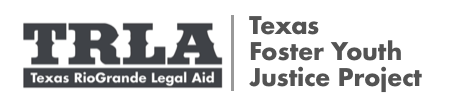 TRLA
Texas RioGrande Legal Aid
Texas
Foster Youth
Justice Project